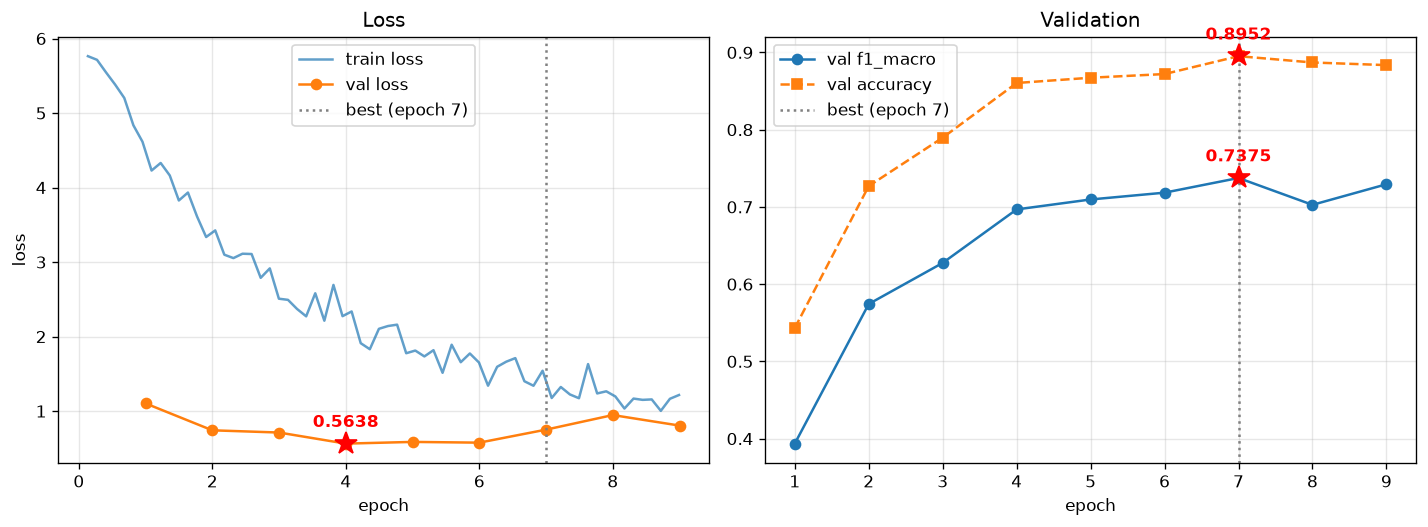 Loss
6
5
4
3
2
1
loss
train loss
val loss
best (epoch 7)
0.5638
0 2 4 6 8
epoch
Validation
0.9
0.8
0.7
0.6
0.5
0.4
val f1_macro
val accuracy
best (epoch 7)
0.8952
0.7375
1 2 3 4 5 6 7 8 9
epoch